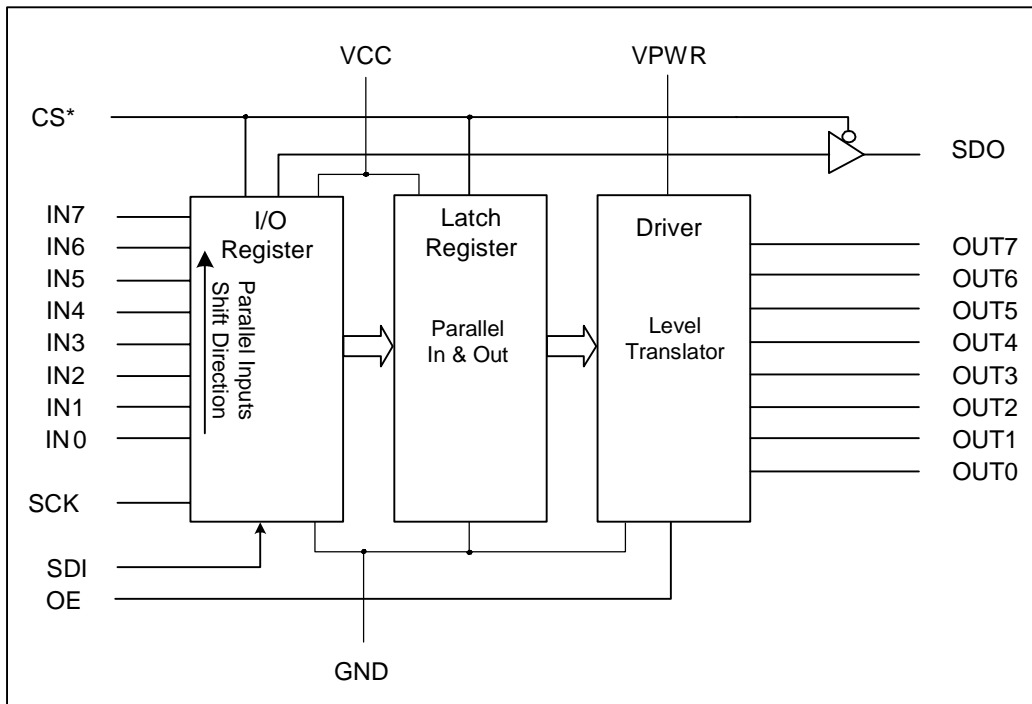 VCC
VPWR
CS*
SDO
I/O
Register
Latch
Register
Driver
IN7
IN6
IN5
IN4
IN3
IN2
IN1
IN0
Parallel Inputs
Shift Direction
Parallel
In & Out
Level
Translator
OUT7
OUT6
OUT5
OUT4
OUT3
OUT2
OUT1
OUT0
SCK
SDI
OE
GND